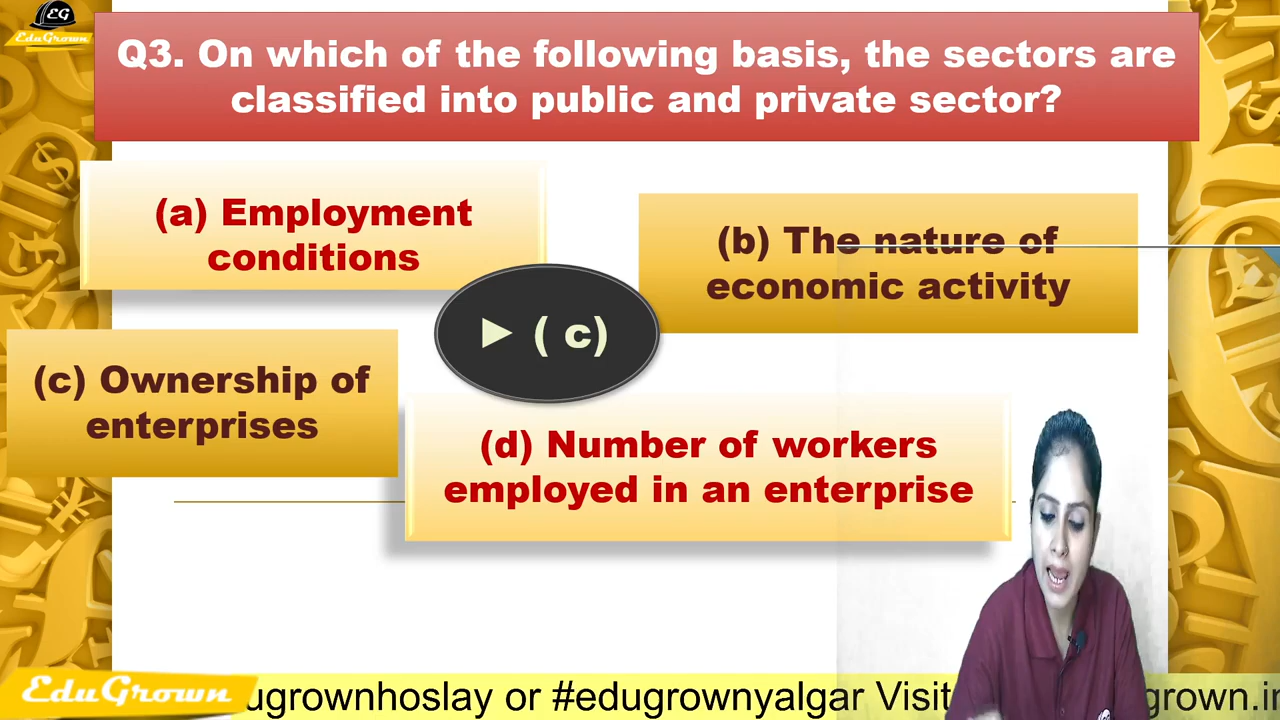 EG
EduGrown
Q3. On which of the following basis, the sectors are
classified into public and private sector?
(a) Employment
conditions
(b) The nature of
economic activity
► ( c)
(c) Ownership of
enterprises
(d) Number of workers
employed in an enterprise
EduGrown
ugrownhoslay or #edugrownyalgar Visit grown.in